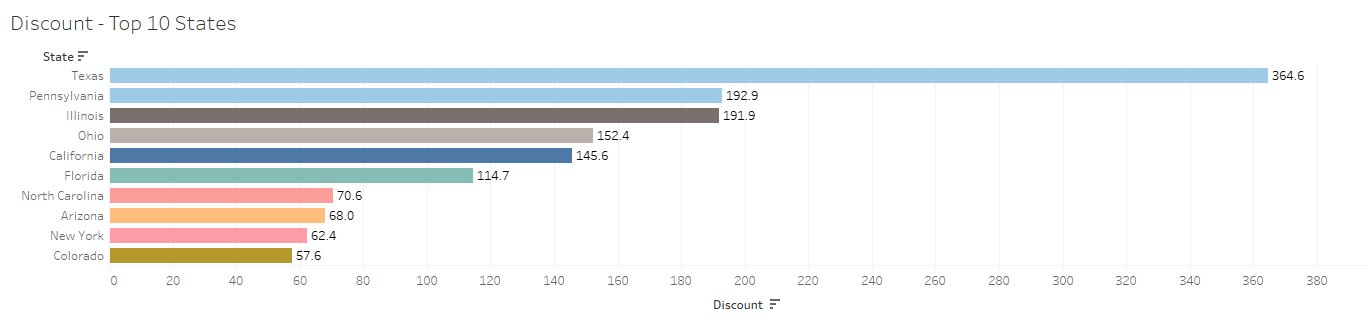 Discount - Top 10 States
State
Texas 364.6
Pennsylvania 192.9
Illinois 191.9
Ohio 152.4
California 145.6
Florida 114.7
North Carolina 70.6
Arizona 68.0
New York 62.4
Colorado 57.6
0 20 40 60 80 100 120 140 160 180 200 220 240 260 280 300 320 340 360 380
Discount